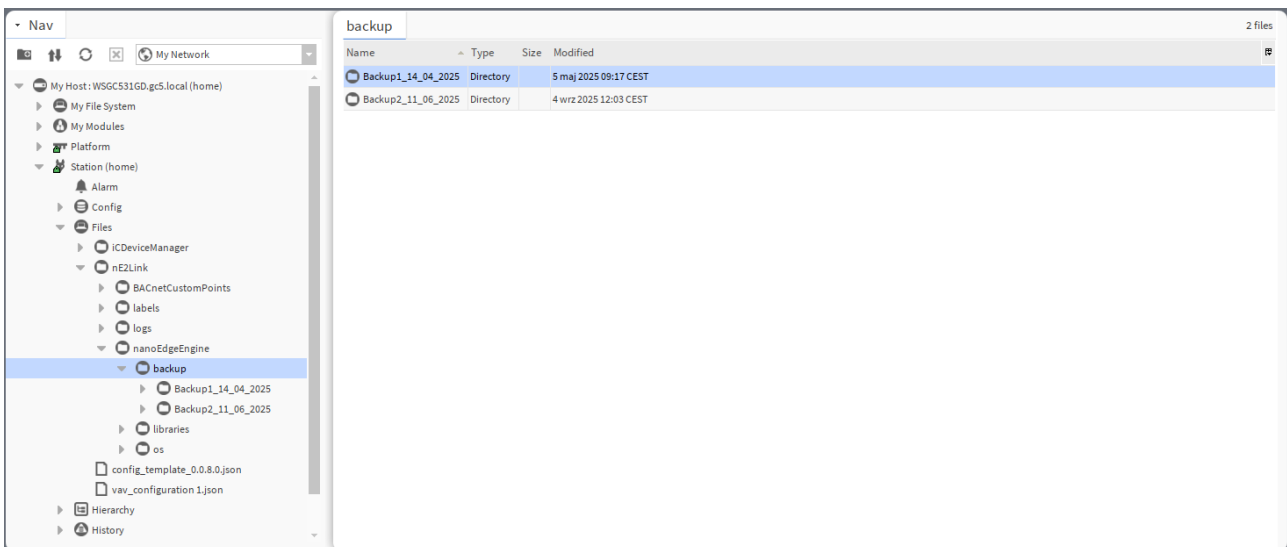 Nav
My Network
My Host : WSGC531GD.gc5.local (home)
My File System
My Modules
Platform
Station (home)
Alarm
Config
Files
iCDeviceManager
nE2Link
BACnetCustomPoints
labels
logs
nanoEdgeEngine
backup
Backup1_14_04_2025
Backup2_11_06_2025
libraries
os
config_template_0.0.8.0.json
vav_configuration 1.json
Hierarchy
History
backup
2 files
Name Type Size Modified
Backup1_14_04_2025 Directory 5 maj 2025 09:17 CEST
Backup2_11_06_2025 Directory 4 wrz 2025 12:03 CEST